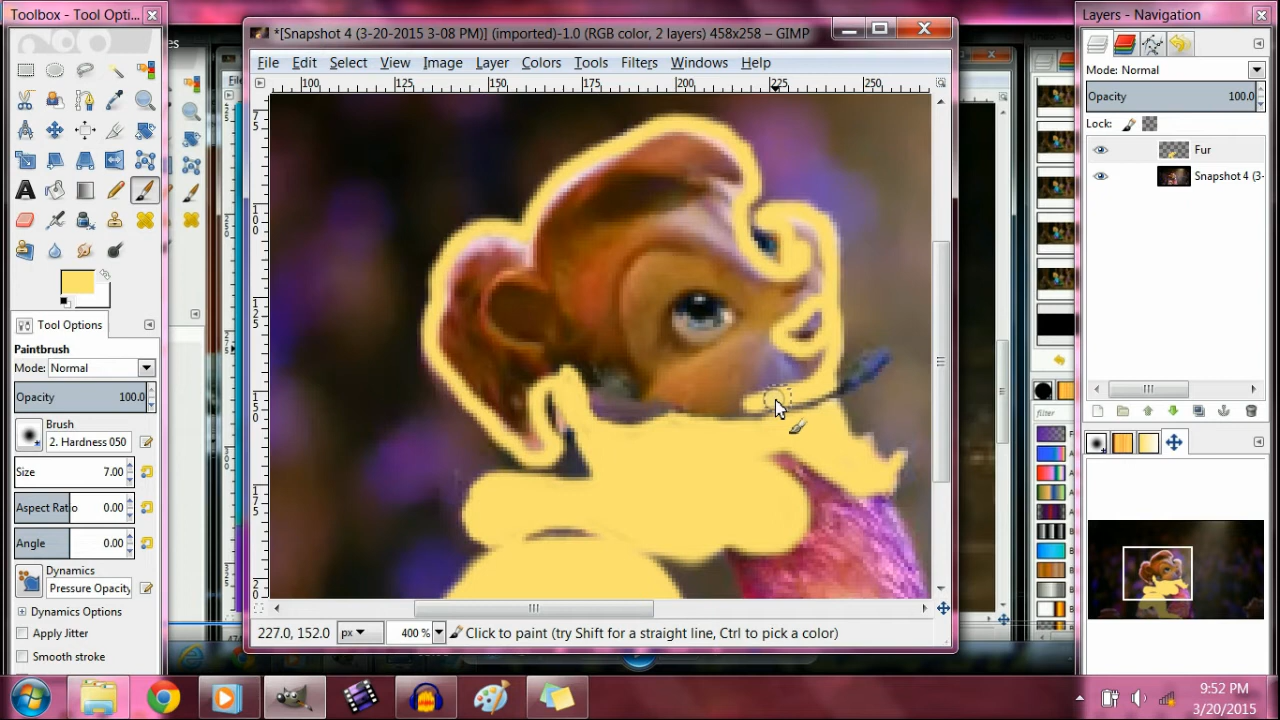 Toolbox - Tool Opti...
es
*[Snapshot 4 (3-20-2015 3-08 PM)] (imported)-1.0 (RGB color, 2 layers) 458x258 – GIMP
File Edit Select View Image Layer Colors Tools Filters Windows Help
100 125 150 175 200 225 250
Tool Options
Paintbrush
Mode: Normal
Opacity 100.0
Brush
2. Hardness 050
Size 7.00
Aspect Ratio 0.00
Angle 0.00
Dynamics
Pressure Opacity
Dynamics Options
Apply Jitter
Smooth stroke
227.0, 152.0 px 400 % Click to paint (try Shift for a straight line, Ctrl to pick a color)
Layers - Navigation
Mode: Normal
Opacity 100.0
Lock:
Fur
Snapshot 4 (3-
filter
9:52 PM
3/20/2015